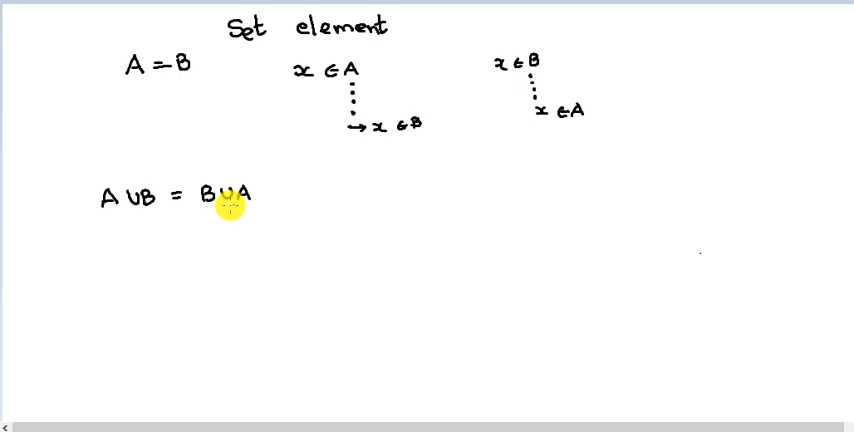 Set element
A = B x ∈ A x ∈ B
→ x ∈ B x ∈ A
A ∪ B = B ∪ A